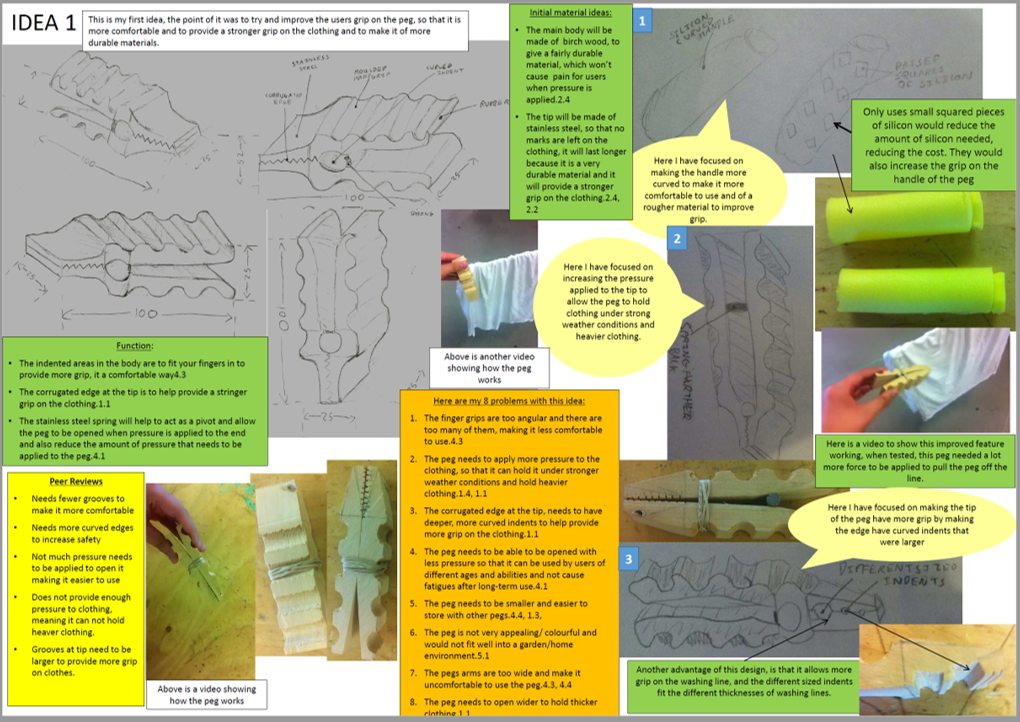 IDEA 1
This is my first idea, the point of it was to try and improve the users grip on the peg, so that it is
more comfortable and to provide a stronger grip on the clothing and to make it of more
durable materials.
STAINLESS
STEEL
MOULDED
HANDGRIP
CURVED
INDENT
CORRUGATED
EDGE
100
25
100
25
SPRING
100
25
100
25
Initial material ideas:
• The main body will be
made of birch wood, to
give a fairly durable
material, which won't
cause pain for users
when pressure is
applied.2.4
• The tip will be made of
stainless steel, so that no
marks are left on the
clothing, it will last longer
because it is a very
durable material and it
will provide a stronger
grip on the clothing.2.4,
2.2
1
SILICON
CURVED
HANDLE
SQUARES
OF SILICON
Only uses small squared pieces
of silicon would reduce the
amount of silicon needed,
reducing the cost. They would
also increase the grip on the
handle of the peg
Here I have focused on
making the handle more
curved to make it more
comfortable to use and of a
rougher material to improve
grip.
2
Here I have focused on
increasing the pressure
applied to the tip to
allow the peg to hold
clothing under strong
weather conditions and
heavier clothing.
SPRING FURTHER
BACK
Above is another video
showing how the peg
works
Function:
• The indented areas in the body are to fit your fingers in to
provide more grip, it a comfortable way4.3
• The corrugated edge at the tip is to help provide a stringer
grip on the clothing.1.1
• The stainless steel spring will help to act as a pivot and allow
the peg to be opened when pressure is applied to the end
and also reduce the amount of pressure that needs to be
applied to the peg.4.1
Here are my 8 problems with this idea:
1. The finger grips are too angular and there are
too many of them, making it less comfortable
to use.4.3
2. The peg needs to apply more pressure to the
clothing, so that it can hold it under stronger
weather conditions and hold heavier
clothing.1.4, 1.1
3. The corrugated edge at the tip, needs to have
deeper, more curved indents to help provide
more grip on the clothing.1.1
4. The peg needs to be able to be opened with
less pressure so that it can be used by users of
different ages and abilities and not cause
fatigues after long-term use.4.1
5. The peg needs to be smaller and easier to
store with other pegs.4.4, 1.3,
6. The peg is not very appealing/ colourful and
would not fit well into a garden/home
environment.5.1
7. The pegs arms are too wide and make it
uncomfortable to use the peg.4.3, 4.4
8. The peg needs to open wider to hold thicker
clothing.1.1
Peer Reviews
• Needs fewer grooves to
make it more comfortable
• Needs more curved edges
to increase safety
• Not much pressure needs
to be applied to open it
making it easier to use
• Does not provide enough
pressure to clothing,
meaning it can not hold
heaver clothing.
• Grooves at tip need to be
larger to provide more grip
on clothes.
Above is a video showing
how the peg works
Here is a video to show this improved feature
working, when tested, this peg needed a lot
more force to be applied to pull the peg off the
line.
Here I have focused on making the tip
of the peg have more grip by making
the edge have curved indents that
were larger
3
DIFFERENT SIZED
INDENTS
Another advantage of this design, is that it allows more
grip on the washing line, and the different sized indents
fit the different thicknesses of washing lines.